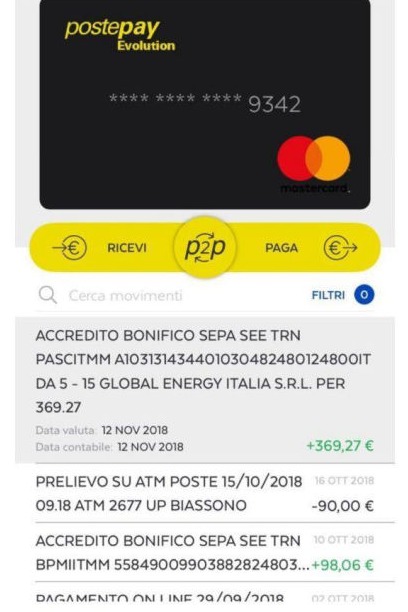 postepay
Evolution
**** **** **** 9342
mastercard
RICEVI p2p PAGA
Cerca movimenti FILTRI 0
ACCREDITO BONIFICO SEPA SEE TRN
PASCITMM A103131434401030482480124800IT
DA 5 - 15 GLOBAL ENERGY ITALIA S.R.L. PER
369.27
Data valuta: 12 NOV 2018
Data contabile: 12 NOV 2018 +369,27 €
PRELIEVO SU ATM POSTE 15/10/2018 16 OTT 2018
09.18 ATM 2677 UP BIASSONO -90,00 €
ACCREDITO BONIFICO SEPA SEE TRN 10 OTT 2018
BPMIITMM 55849009903882824803... +98,06 €
PAGAMENTO ON LINE 29/09/2018 02 OTT 2018